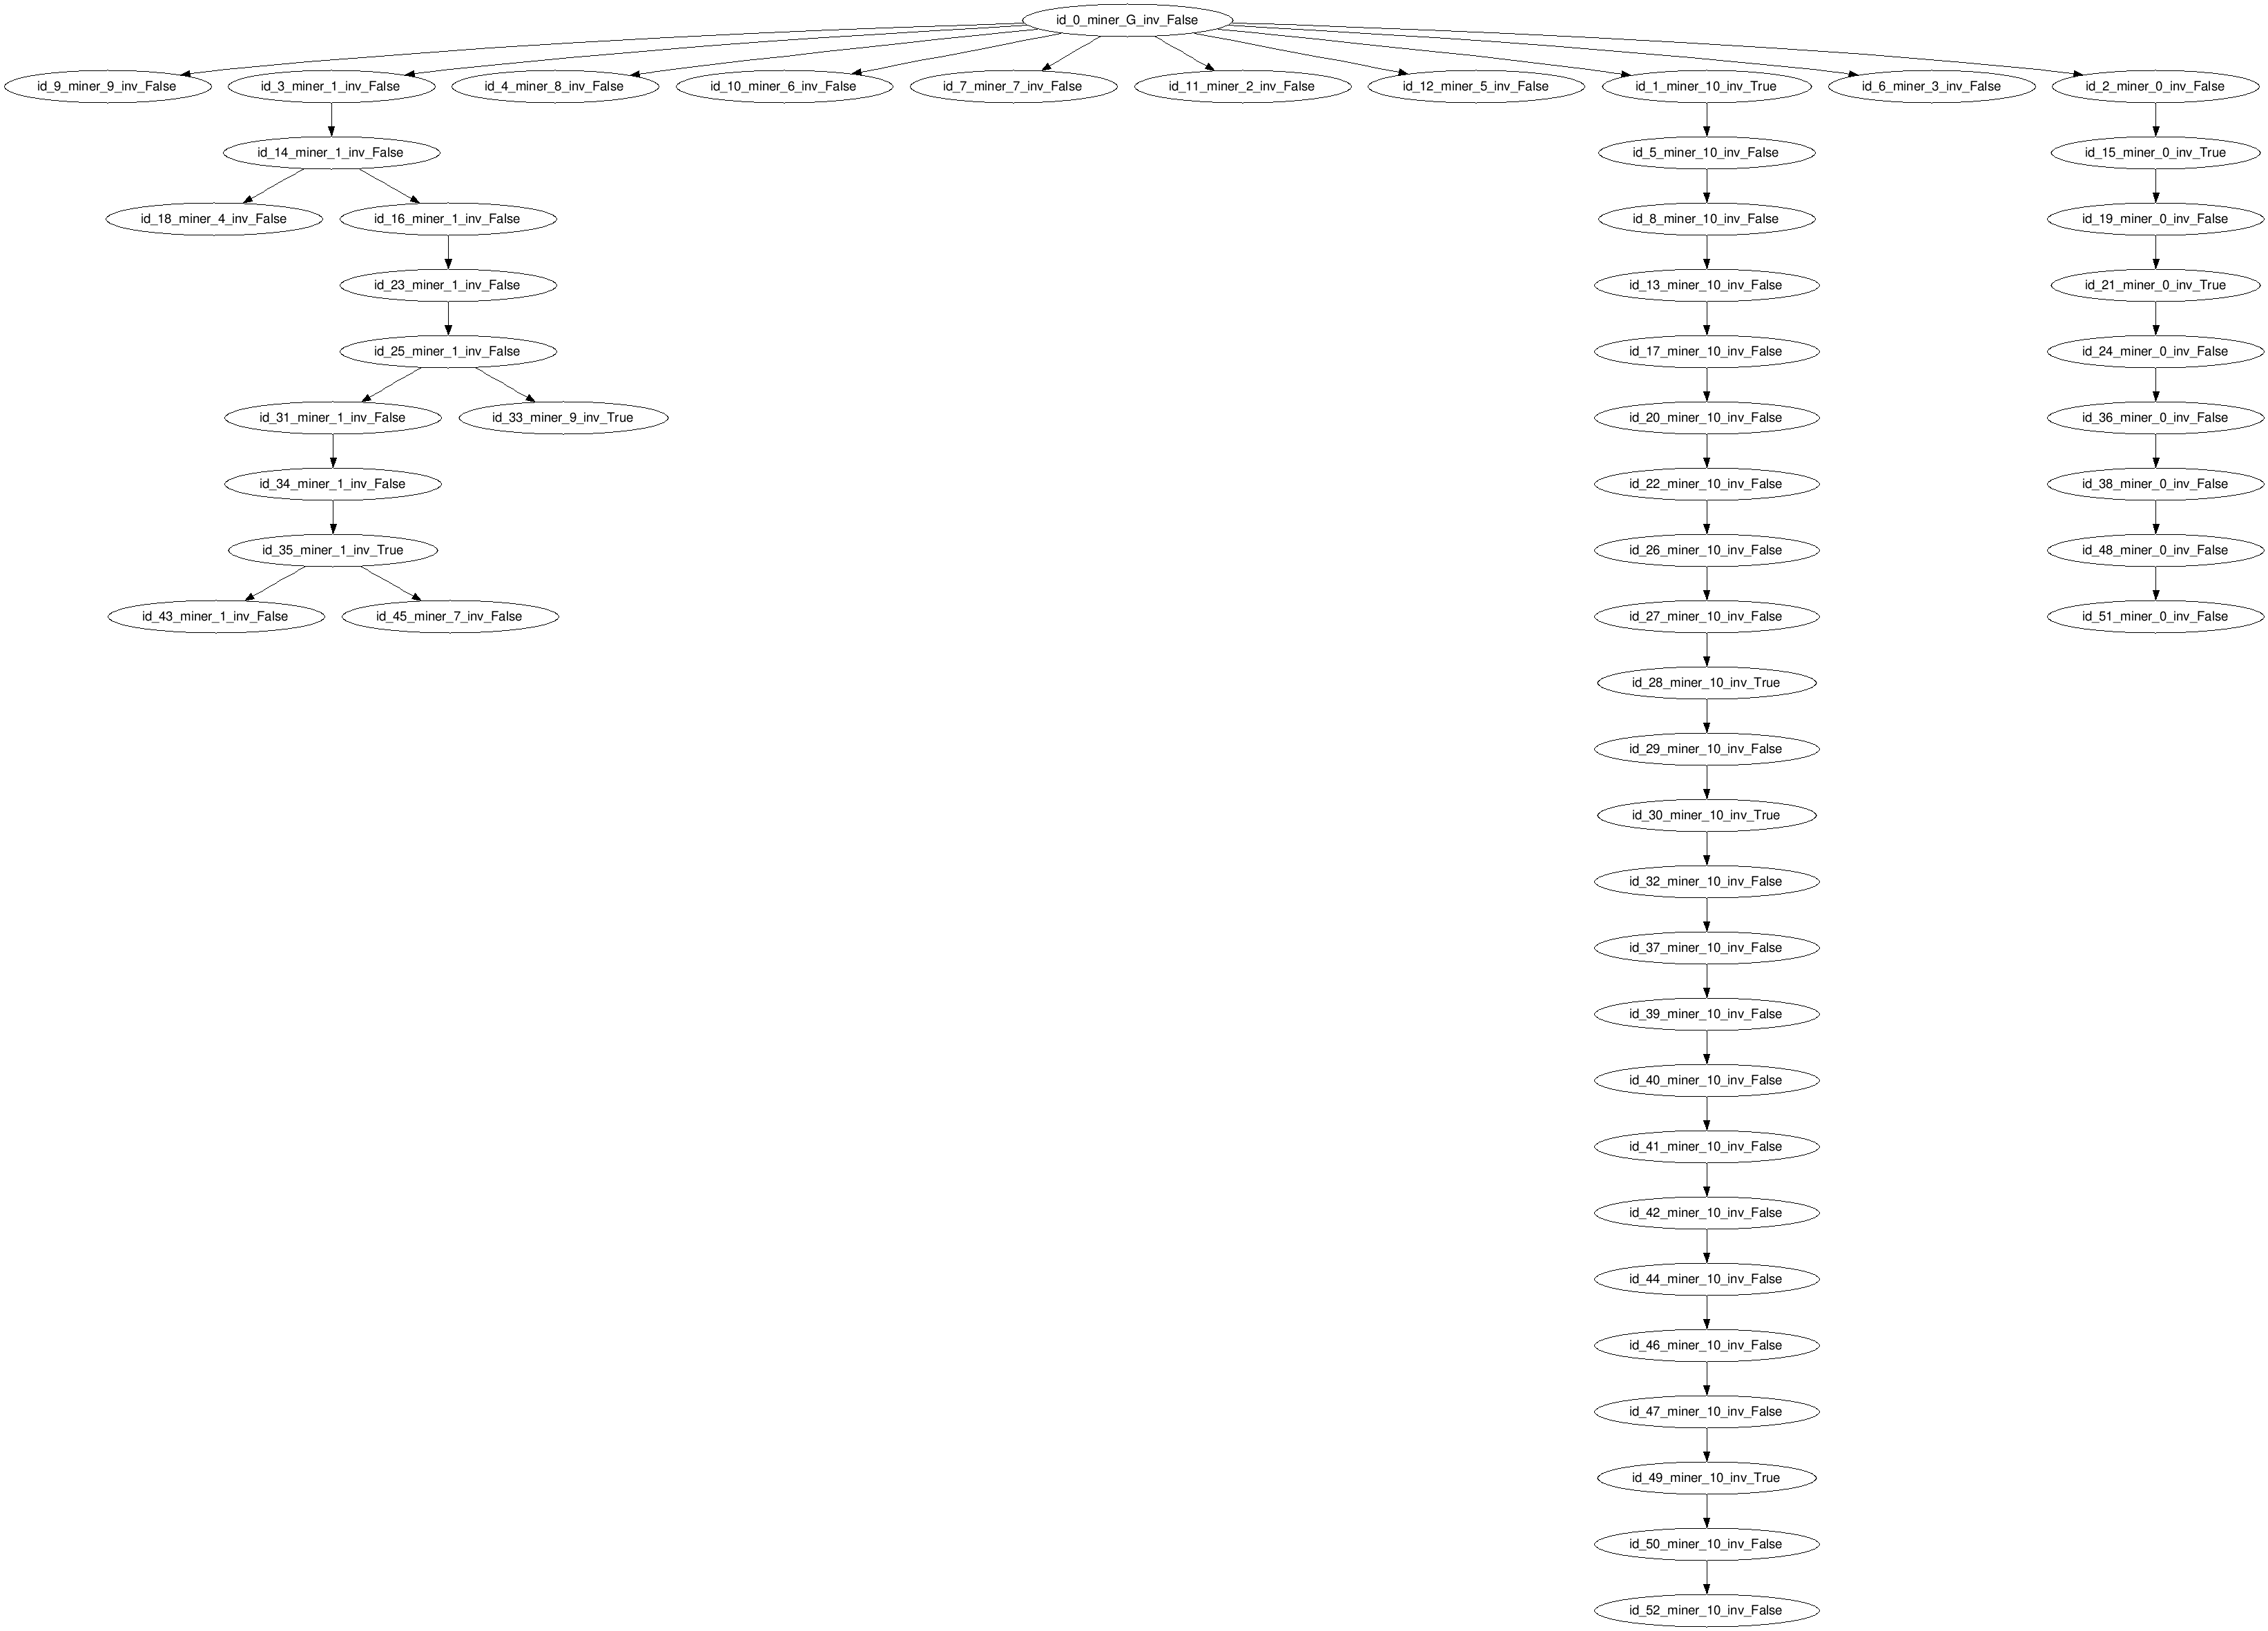 id_0_miner_G_inv_False
id_9_miner_9_inv_False
id_3_miner_1_inv_False
id_4_miner_8_inv_False
id_10_miner_6_inv_False
id_7_miner_7_inv_False
id_11_miner_2_inv_False
id_12_miner_5_inv_False
id_1_miner_10_inv_True
id_6_miner_3_inv_False
id_2_miner_0_inv_False
id_14_miner_1_inv_False
id_5_miner_10_inv_False
id_15_miner_0_inv_True
id_18_miner_4_inv_False
id_16_miner_1_inv_False
id_8_miner_10_inv_False
id_19_miner_0_inv_False
id_23_miner_1_inv_False
id_13_miner_10_inv_False
id_21_miner_0_inv_True
id_25_miner_1_inv_False
id_17_miner_10_inv_False
id_24_miner_0_inv_False
id_31_miner_1_inv_False
id_33_miner_9_inv_True
id_20_miner_10_inv_False
id_36_miner_0_inv_False
id_34_miner_1_inv_False
id_22_miner_10_inv_False
id_38_miner_0_inv_False
id_35_miner_1_inv_True
id_26_miner_10_inv_False
id_48_miner_0_inv_False
id_43_miner_1_inv_False
id_45_miner_7_inv_False
id_27_miner_10_inv_False
id_51_miner_0_inv_False
id_28_miner_10_inv_True
id_29_miner_10_inv_False
id_30_miner_10_inv_True
id_32_miner_10_inv_False
id_37_miner_10_inv_False
id_39_miner_10_inv_False
id_40_miner_10_inv_False
id_41_miner_10_inv_False
id_42_miner_10_inv_False
id_44_miner_10_inv_False
id_46_miner_10_inv_False
id_47_miner_10_inv_False
id_49_miner_10_inv_True
id_50_miner_10_inv_False
id_52_miner_10_inv_False